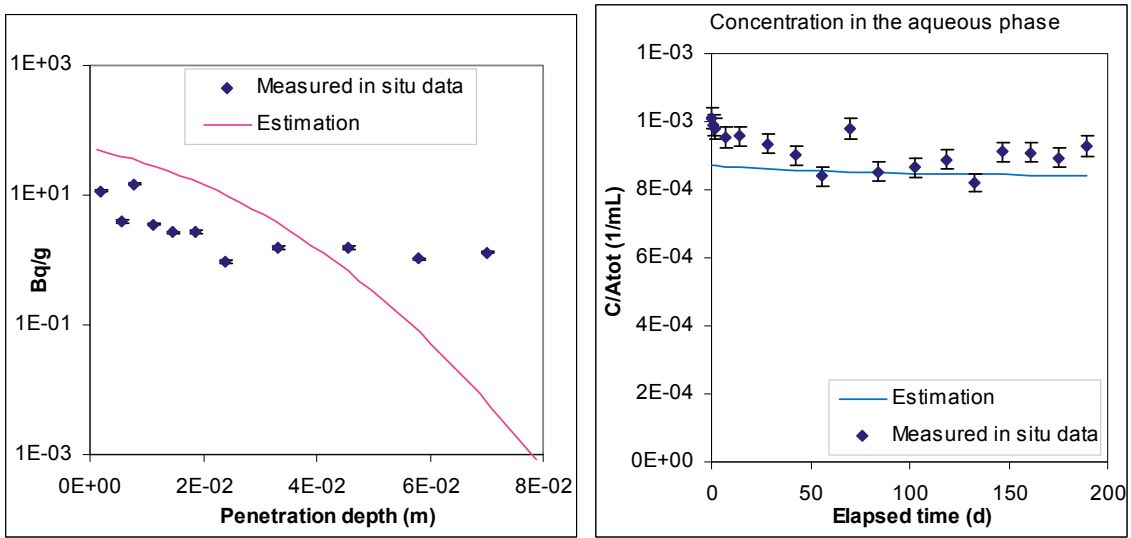 1E+03
1E+01
1E-01
1E-03
Bq/g
Measured in situ data
Estimation
0E+00 2E-02 4E-02 6E-02 8E-02
Penetration depth (m)
Concentration in the aqueous phase
1E-03
1E-03
8E-04
6E-04
4E-04
2E-04
0E+00
C/Atot (1/mL)
Estimation
Measured in situ data
0 50 100 150 200
Elapsed time (d)